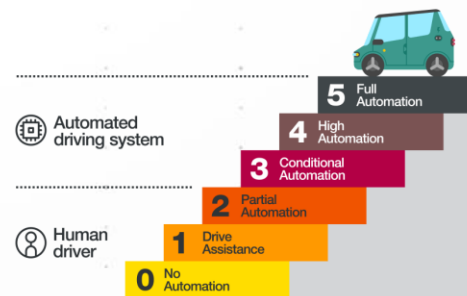 5 Full
Automation
Automated
driving system
4 High
Automation
3 Conditional
Automation
2 Partial
Automation
Human
driver
1 Drive
Assistance
0 No
Automation